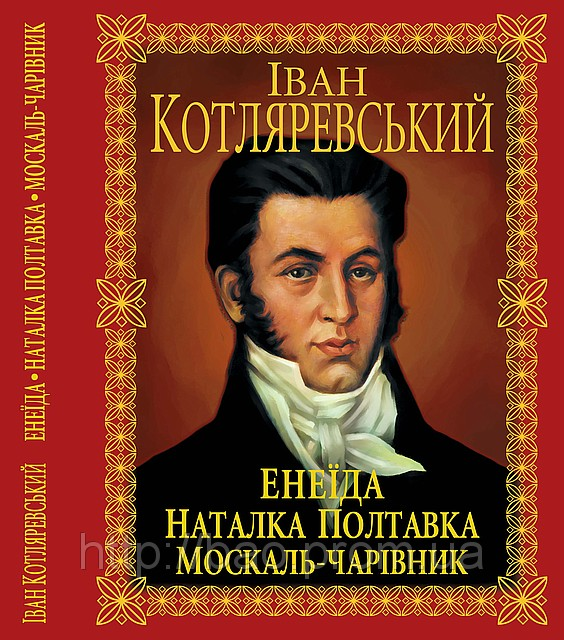 ІВАН КОТЛЯРЕВСЬКИЙ ЕНЕЇДА•НАТАЛКА ПОЛТАВКА•МОСКАЛЬ-ЧАРІВНИК
ІВАН
КОТЛЯРЕВСЬКИЙ
ЕНЕЇДА
НАТАЛКА ПОЛТАВКА
МОСКАЛЬ-ЧАРІВНИК